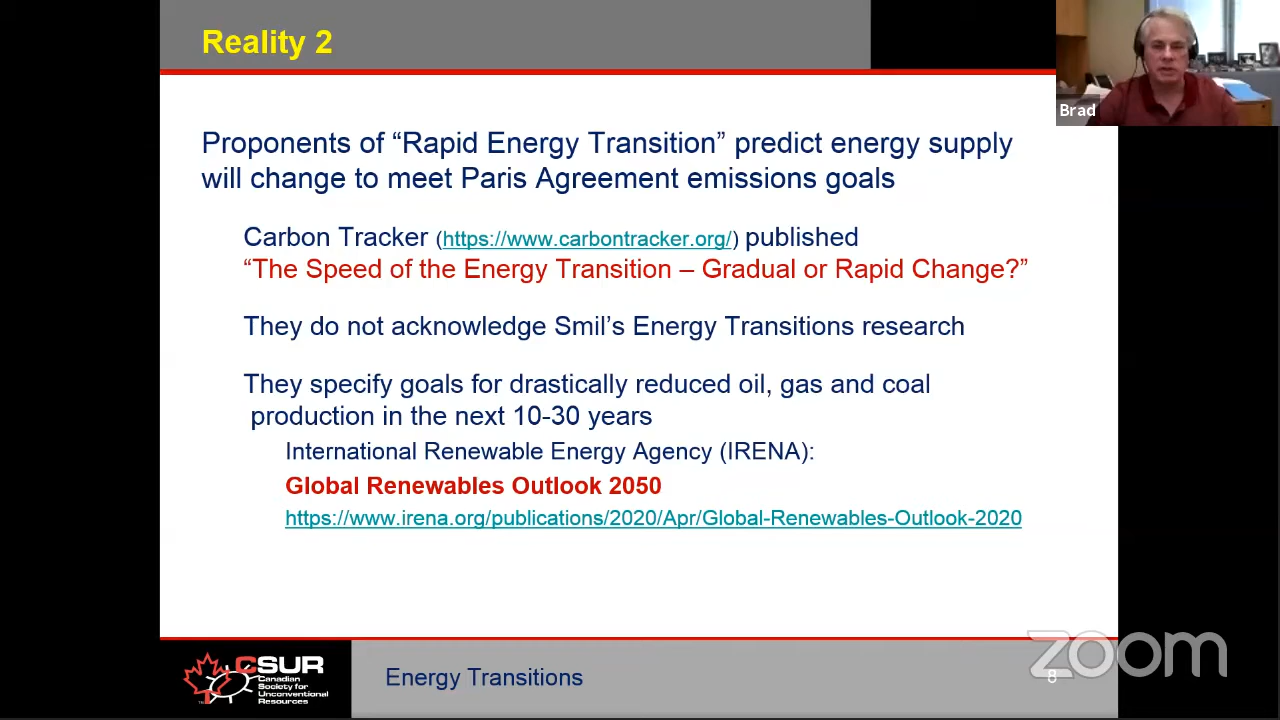 Reality 2
Brad
Proponents of “Rapid Energy Transition” predict energy supply
will change to meet Paris Agreement emissions goals
Carbon Tracker (https://www.carbontracker.org/) published
“The Speed of the Energy Transition – Gradual or Rapid Change?”
They do not acknowledge Smil’s Energy Transitions research
They specify goals for drastically reduced oil, gas and coal
production in the next 10-30 years
International Renewable Energy Agency (IRENA):
Global Renewables Outlook 2050
https://www.irena.org/publications/2020/Apr/Global-Renewables-Outlook-2020
CSUR
Canadian
Society for
Unconventional
Resources
TM
Energy Transitions
8
zoom